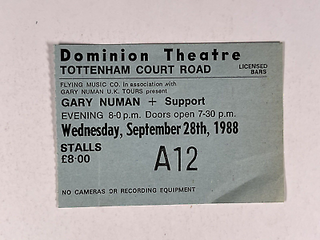 Dominion Theatre
TOTTENHAM COURT ROAD
LICENSED
BARS
FLYING MUSIC CO. in association with
GARY NUMAN U.K. TOURS present
GARY NUMAN + Support
EVENING 8-0 p.m. Doors open 7-30 p.m.
Wednesday, September 28th, 1988
STALLS
£8·00
A12
NO CAMERAS OR RECORDING EQUIPMENT